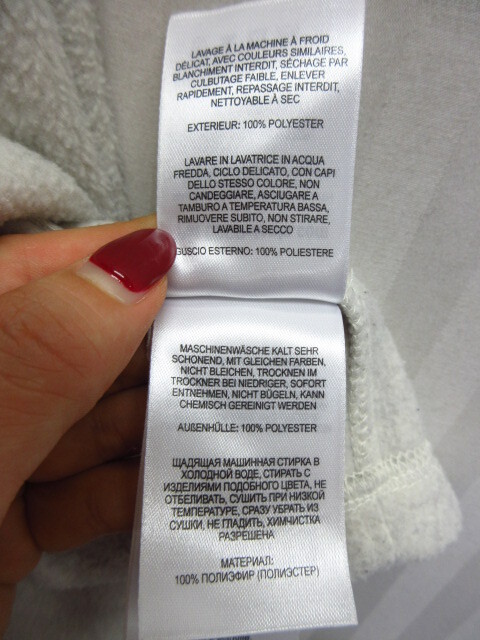 LAVAGE À LA MACHINE À FROID
DÉLICAT, AVEC COULEURS SIMILAIRES,
BLANCHIMENT INTERDIT, SÉCHAGE PAR
CULBUTAGE FAIBLE, ENLEVER
RAPIDEMENT, REPASSAGE INTERDIT,
NETTOYABLE À SEC
EXTERIEUR: 100% POLYESTER
LAVARE IN LAVATRICE IN ACQUA
FREDDA, CICLO DELICATO, CON CAPI
DELLO STESSO COLORE, NON
CANDEGGIARE, ASCIUGARE A
TAMBURO A TEMPERATURA BASSA,
RIMUOVERE SUBITO, NON STIRARE,
LAVABILE A SECCO
GUSCIO ESTERNO: 100% POLIESTERE
MASCHINENWÄSCHE KALT SEHR
SCHONEND, MIT GLEICHEN FARBEN,
NICHT BLEICHEN, TROCKNEN IM
TROCKNER BEI NIEDRIGER, SOFORT
ENTNEHMEN, NICHT BÜGELN, KANN
CHEMISCH GEREINIGT WERDEN
AUßENHÜLLE: 100% POLYESTER
ЩАДЯЩАЯ МАШИННАЯ СТИРКА В
ХОЛОДНОЙ ВОДЕ, СТИРАТЬ С
ИЗДЕЛИЯМИ ПОДОБНОГО ЦВЕТА, НЕ
ОТБЕЛИВАТЬ, СУШИТЬ ПРИ НИЗКОЙ
ТЕМПЕРАТУРЕ, СРАЗУ УБРАТЬ ИЗ
СУШКИ, НЕ ГЛАДИТЬ, ХИМЧИСТКА
РАЗРЕШЕНА
МАТЕРИАЛ:
100% ПОЛИЭФИР (ПОЛИЭСТЕР)